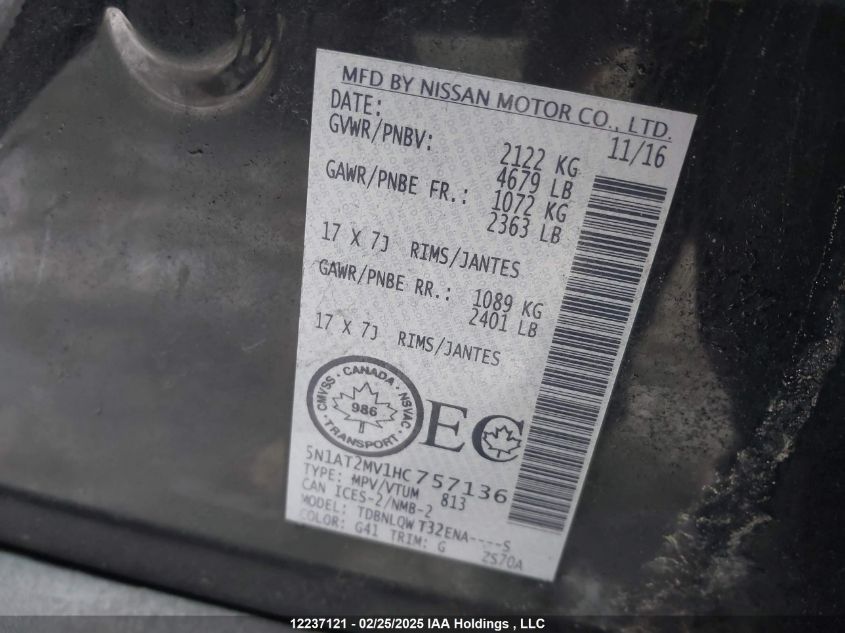 MFD BY NISSAN MOTOR CO., LTD.
DATE: 11/16
GVWR/PNBV: 2122 KG
4679 LB
GAWR/PNBE FR.: 1072 KG
2363 LB
17 X 7J RIMS/JANTES
GAWR/PNBE RR.: 1089 KG
2401 LB
17 X 7J RIMS/JANTES
CMVSS · CANADA · NSVAC · TRANSPORT ·
986
EC
5N1AT2MV1HC757136
TYPE: MPV/VTUM 813
CAN ICES-2/NMB-2
MODEL: TDBNLQW T32ENA----S
COLOR: G41 TRIM: G ZS70A
12237121 - 02/25/2025 IAA Holdings , LLC